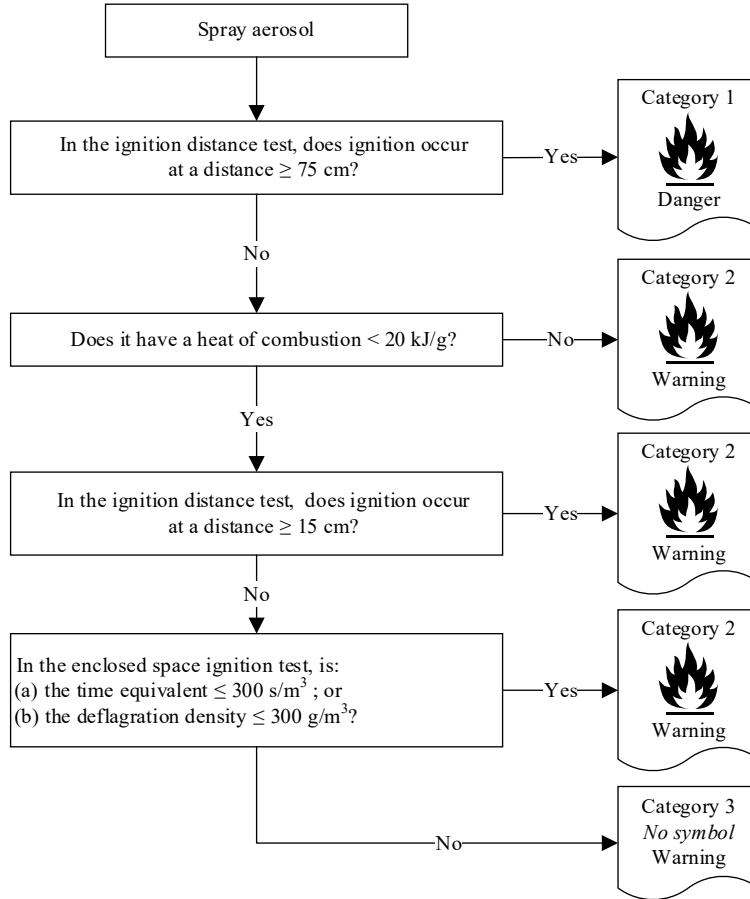 Spray aerosol
In the ignition distance test, does ignition occur
at a distance ≥ 75 cm?
Yes
Category 1
Danger
No
Does it have a heat of combustion < 20 kJ/g?
No
Category 2
Warning
Yes
In the ignition distance test, does ignition occur
at a distance ≥ 15 cm?
Yes
Category 2
Warning
No
In the enclosed space ignition test, is:
(a) the time equivalent ≤ 300 s/m³ ; or
(b) the deflagration density ≤ 300 g/m³?
Yes
Category 2
Warning
No
Category 3
No symbol
Warning